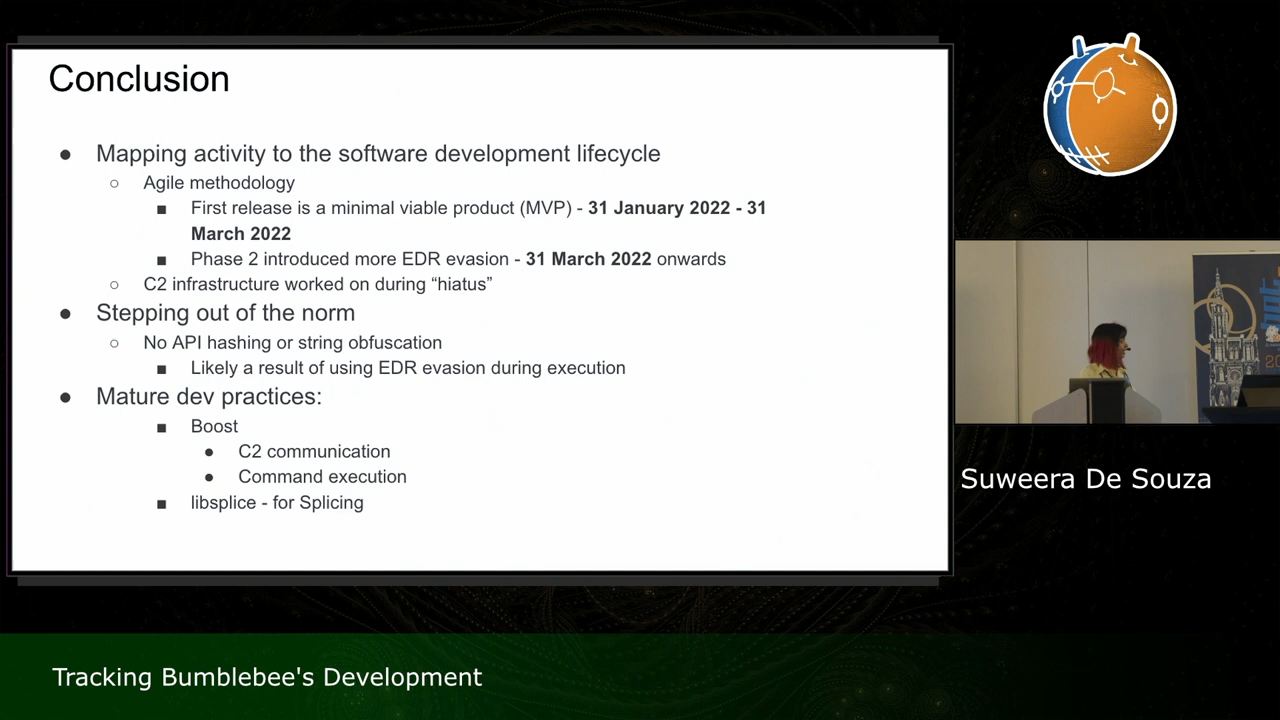 Conclusion
● Mapping activity to the software development lifecycle
○ Agile methodology
■ First release is a minimal viable product (MVP) - 31 January 2022 - 31
March 2022
■ Phase 2 introduced more EDR evasion - 31 March 2022 onwards
○ C2 infrastructure worked on during “hiatus”
● Stepping out of the norm
○ No API hashing or string obfuscation
■ Likely a result of using EDR evasion during execution
● Mature dev practices:
■ Boost
● C2 communication
● Command execution
■ libsplice - for Splicing
Suweera De Souza
Tracking Bumblebee's Development